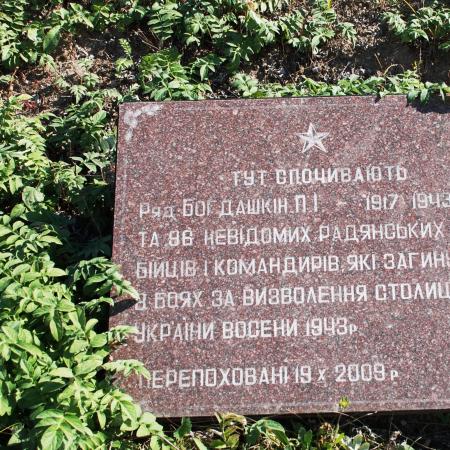 ТУТ СПОЧИВАЮТЬ
Ряд. БОГДАШКІН. П.І - 1917 1943
ТА 86 НЕВІДОМИХ РАДЯНСЬКИХ
БІЙЦІВ І КОМАНДИРІВ, ЯКІ ЗАГИНУ
В БОЯХ ЗА ВИЗВОЛЕННЯ СТОЛИЦ
УКРАЇНИ ВОСЕНИ 1943р.
ПЕРЕПОХОВАНІ 19 X 2009 р